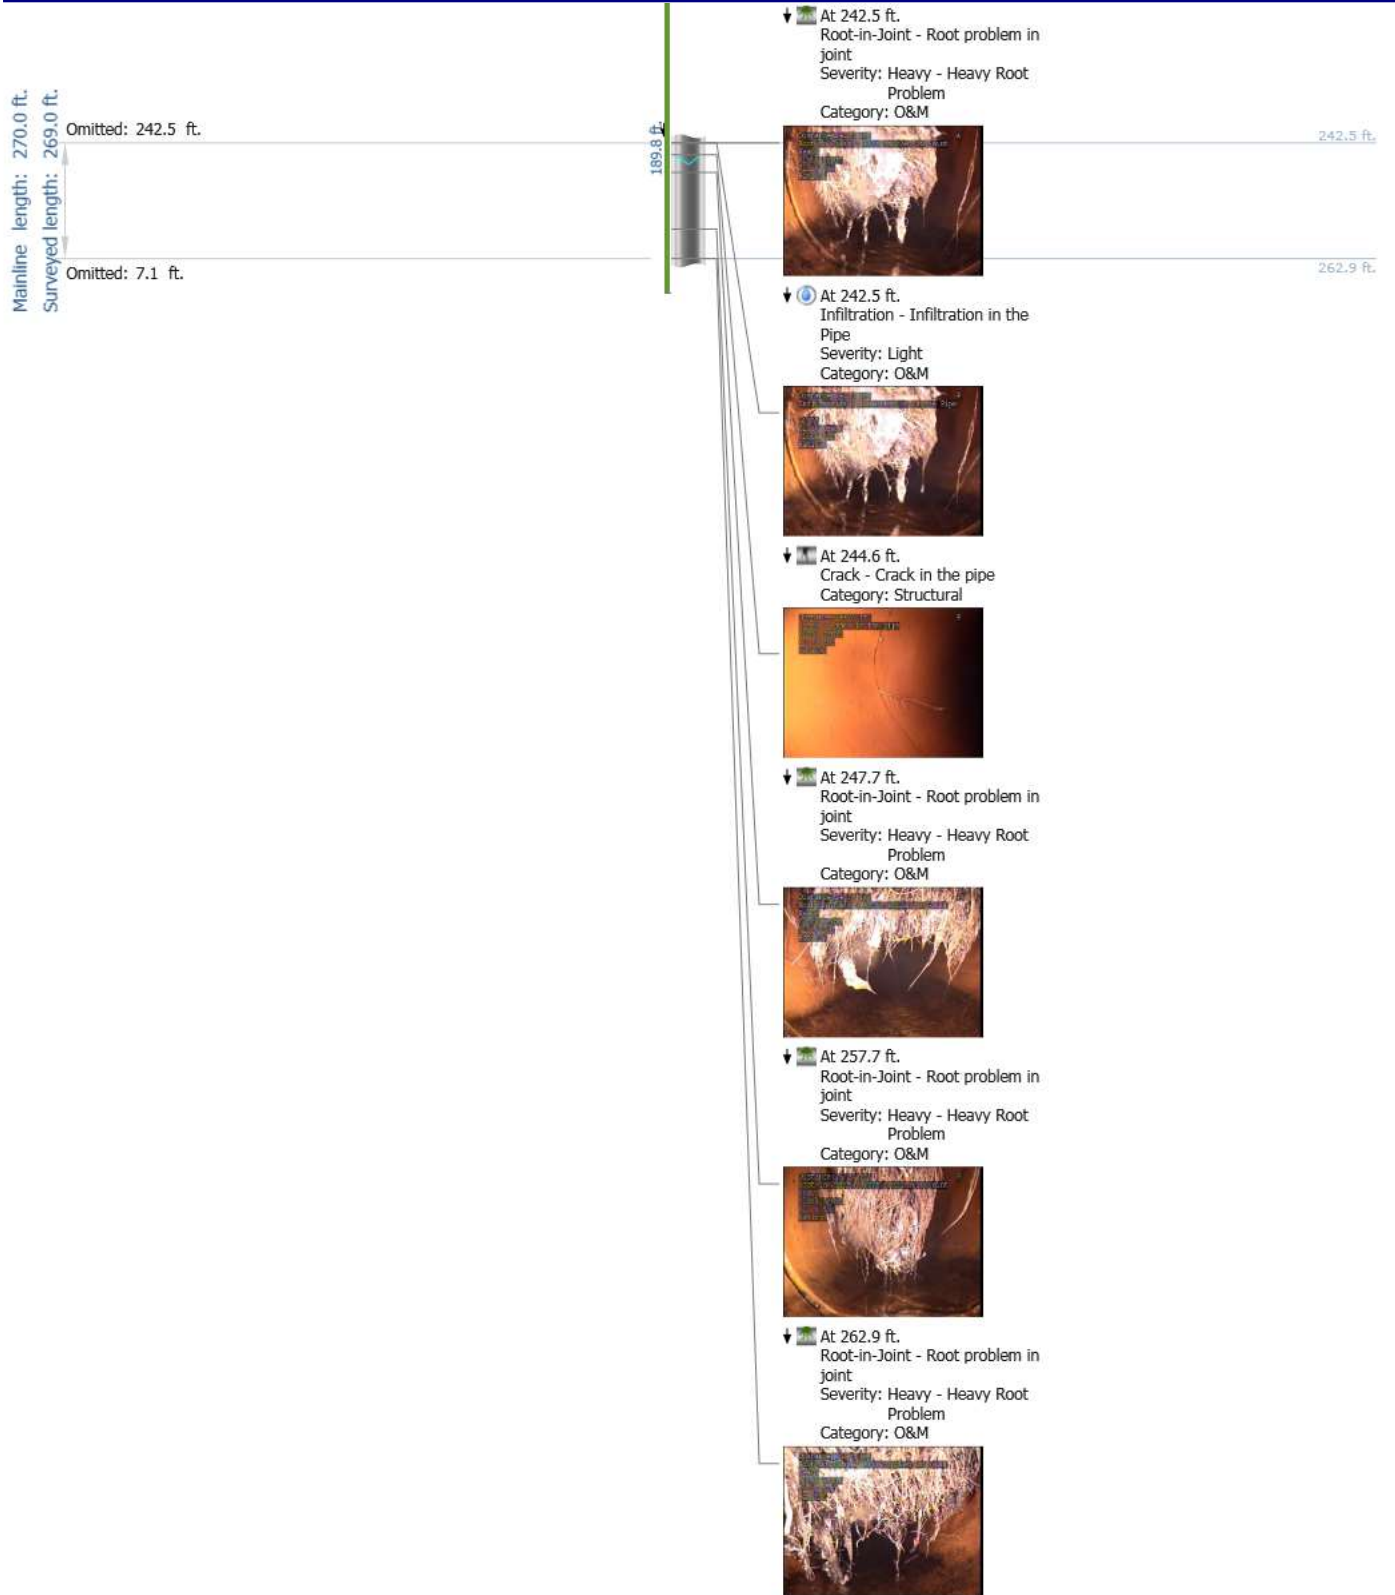 Mainline length: 270.0 ft.
Surveyed length: 269.0 ft.
Omitted: 242.5 ft.
Omitted: 7.1 ft.
189.8 ft.
242.5 ft.
262.9 ft.
At 242.5 ft.
Root-in-Joint - Root problem in
joint
Severity: Heavy - Heavy Root
Problem
Category: O&M
At 242.5 ft.
Infiltration - Infiltration in the
Pipe
Severity: Light
Category: O&M
At 244.6 ft.
Crack - Crack in the pipe
Category: Structural
At 247.7 ft.
Root-in-Joint - Root problem in
joint
Severity: Heavy - Heavy Root
Problem
Category: O&M
At 257.7 ft.
Root-in-Joint - Root problem in
joint
Severity: Heavy - Heavy Root
Problem
Category: O&M
At 262.9 ft.
Root-in-Joint - Root problem in
joint
Severity: Heavy - Heavy Root
Problem
Category: O&M